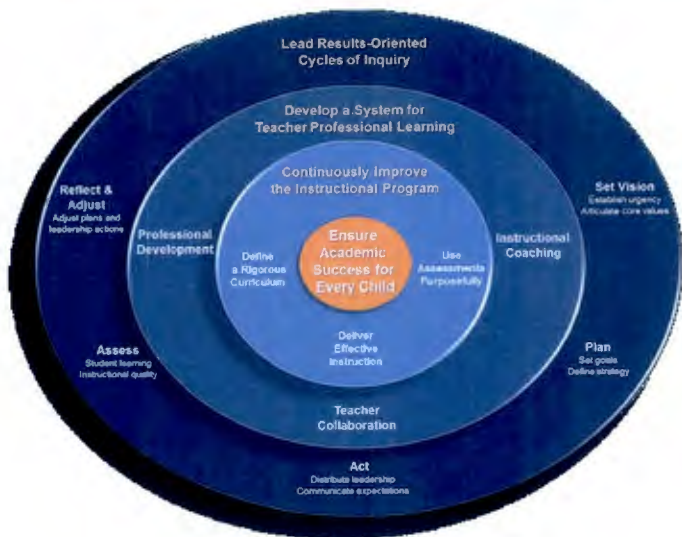 Lead Results-Oriented
Cycles of Inquiry
Develop a System for
Teacher Professional Learning
Continuously Improve
the Instructional Program
Ensure
Academic
Success for
Every Child
Define
a Rigorous
Curriculum
Use
Assessments
Purposefully
Deliver
Effective
Instruction
Professional
Development
Instructional
Coaching
Teacher
Collaboration
Reflect &
Adjust
Adjust plans and
leadership actions
Set Vision
Establish urgency
Articulate core values
Assess
Student learning
Instructional quality
Plan
Set goals
Define strategy
Act
Distribute leadership
Communicate expectations